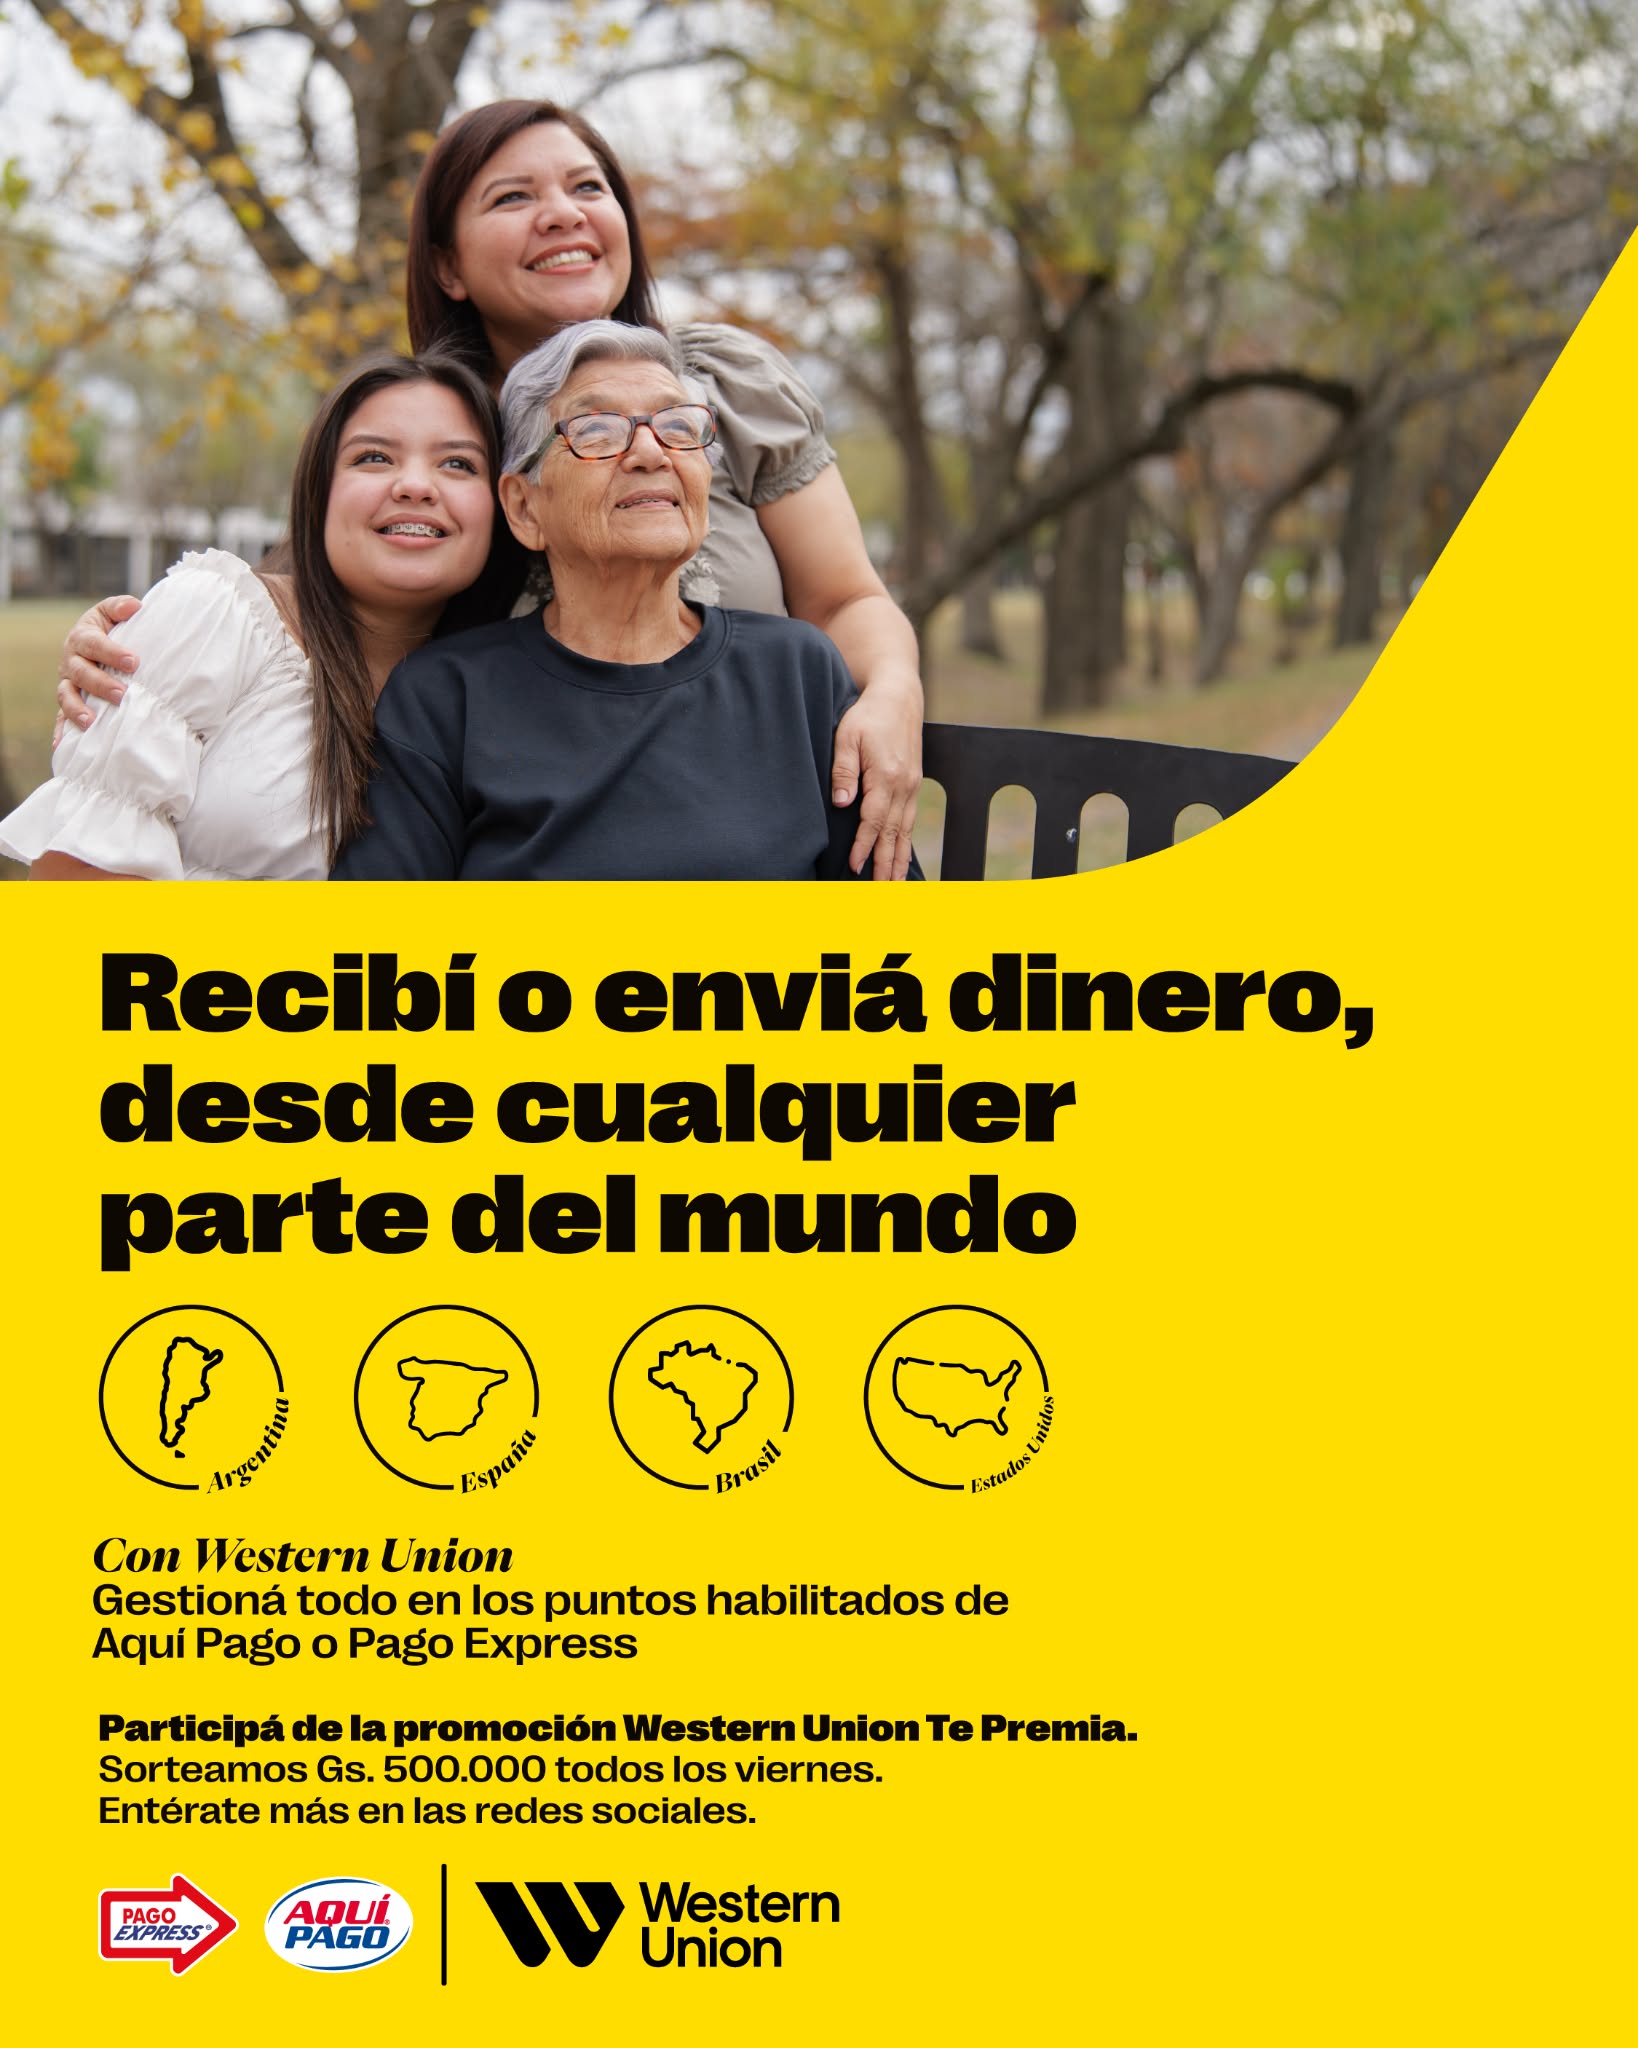 Recibí o enviá dinero,
desde cualquier
parte del mundo
Argentina
España
Brasil
Estados Unidos
Con Western Union
Gestioná todo en los puntos habilitados de
Aquí Pago o Pago Express
Participá de la promoción Western Union Te Premia.
Sorteamos Gs. 500.000 todos los viernes.
Entérate más en las redes sociales.
PAGO
EXPRESS®
AQUÍ
PAGO®
Western
Union